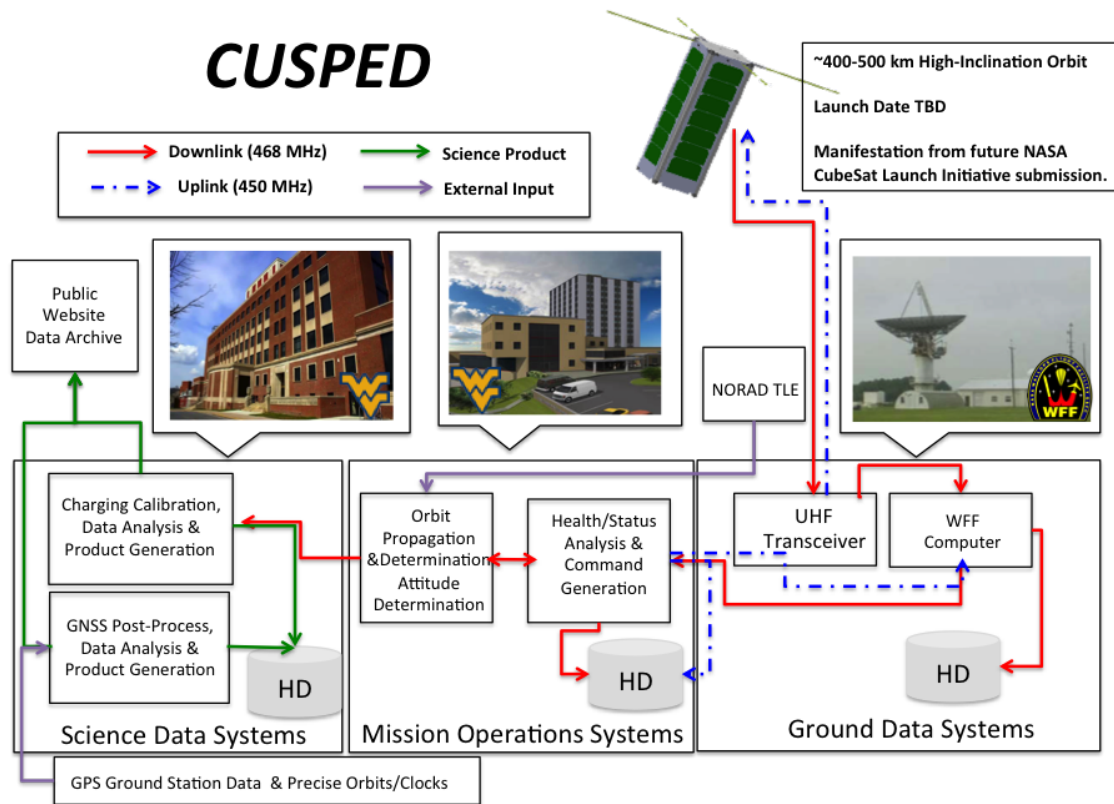 CUSPED
~400-500 km High-Inclination Orbit
Launch Date TBD
Manifestation from future NASA
CubeSat Launch Initiative submission.
Downlink (468 MHz)
Science Product
Uplink (450 MHz)
External Input
Public
Website
Data Archive
NORAD TLE
WFF
Charging Calibration,
Data Analysis &
Product Generation
GNSS Post-Process,
Data Analysis &
Product Generation
HD
Science Data Systems
Orbit
Propagation
&Determination
Attitude
Determination
Health/Status
Analysis &
Command
Generation
HD
Mission Operations Systems
UHF
Transceiver
WFF
Computer
HD
Ground Data Systems
GPS Ground Station Data & Precise Orbits/Clocks